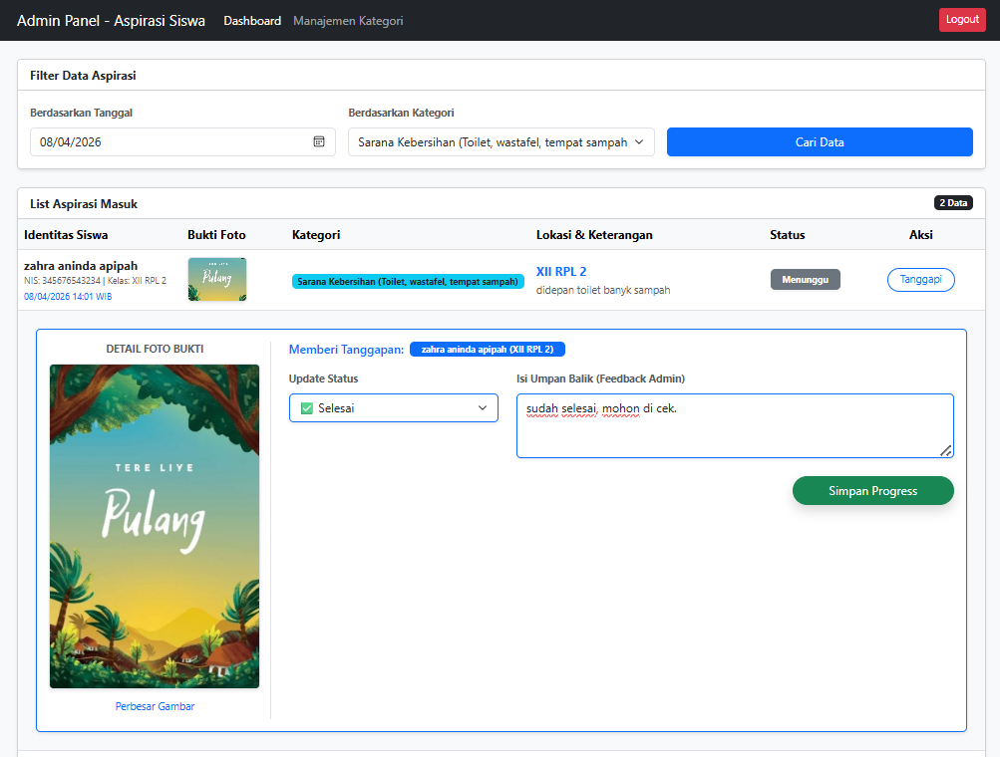 Admin Panel - Aspirasi Siswa Dashboard Manajemen Kategori Logout
Filter Data Aspirasi
Berdasarkan Tanggal Berdasarkan Kategori
08/04/2026 Sarana Kebersihan (Toilet, wastafel, tempat sampah Cari Data
List Aspirasi Masuk 2 Data
Identitas Siswa Bukti Foto Kategori Lokasi & Keterangan Status Aksi
zahra aninda apipah
NIS: 345676543234 | Kelas: XII RPL 2
08/04/2026 14:01 WIB
Pulang
Sarana Kebersihan (Toilet, wastafel, tempat sampah)
XII RPL 2
didepan toilet banyk sampah
Menunggu
Tanggapi
DETAIL FOTO BUKTI
TERE LIYE
Pulang
Perbesar Gambar
Memberi Tanggapan: zahra aninda apipah (XII RPL 2)
Update Status Isi Umpan Balik (Feedback Admin)
✅ Selesai sudah selesai, mohon di cek.
Simpan Progress